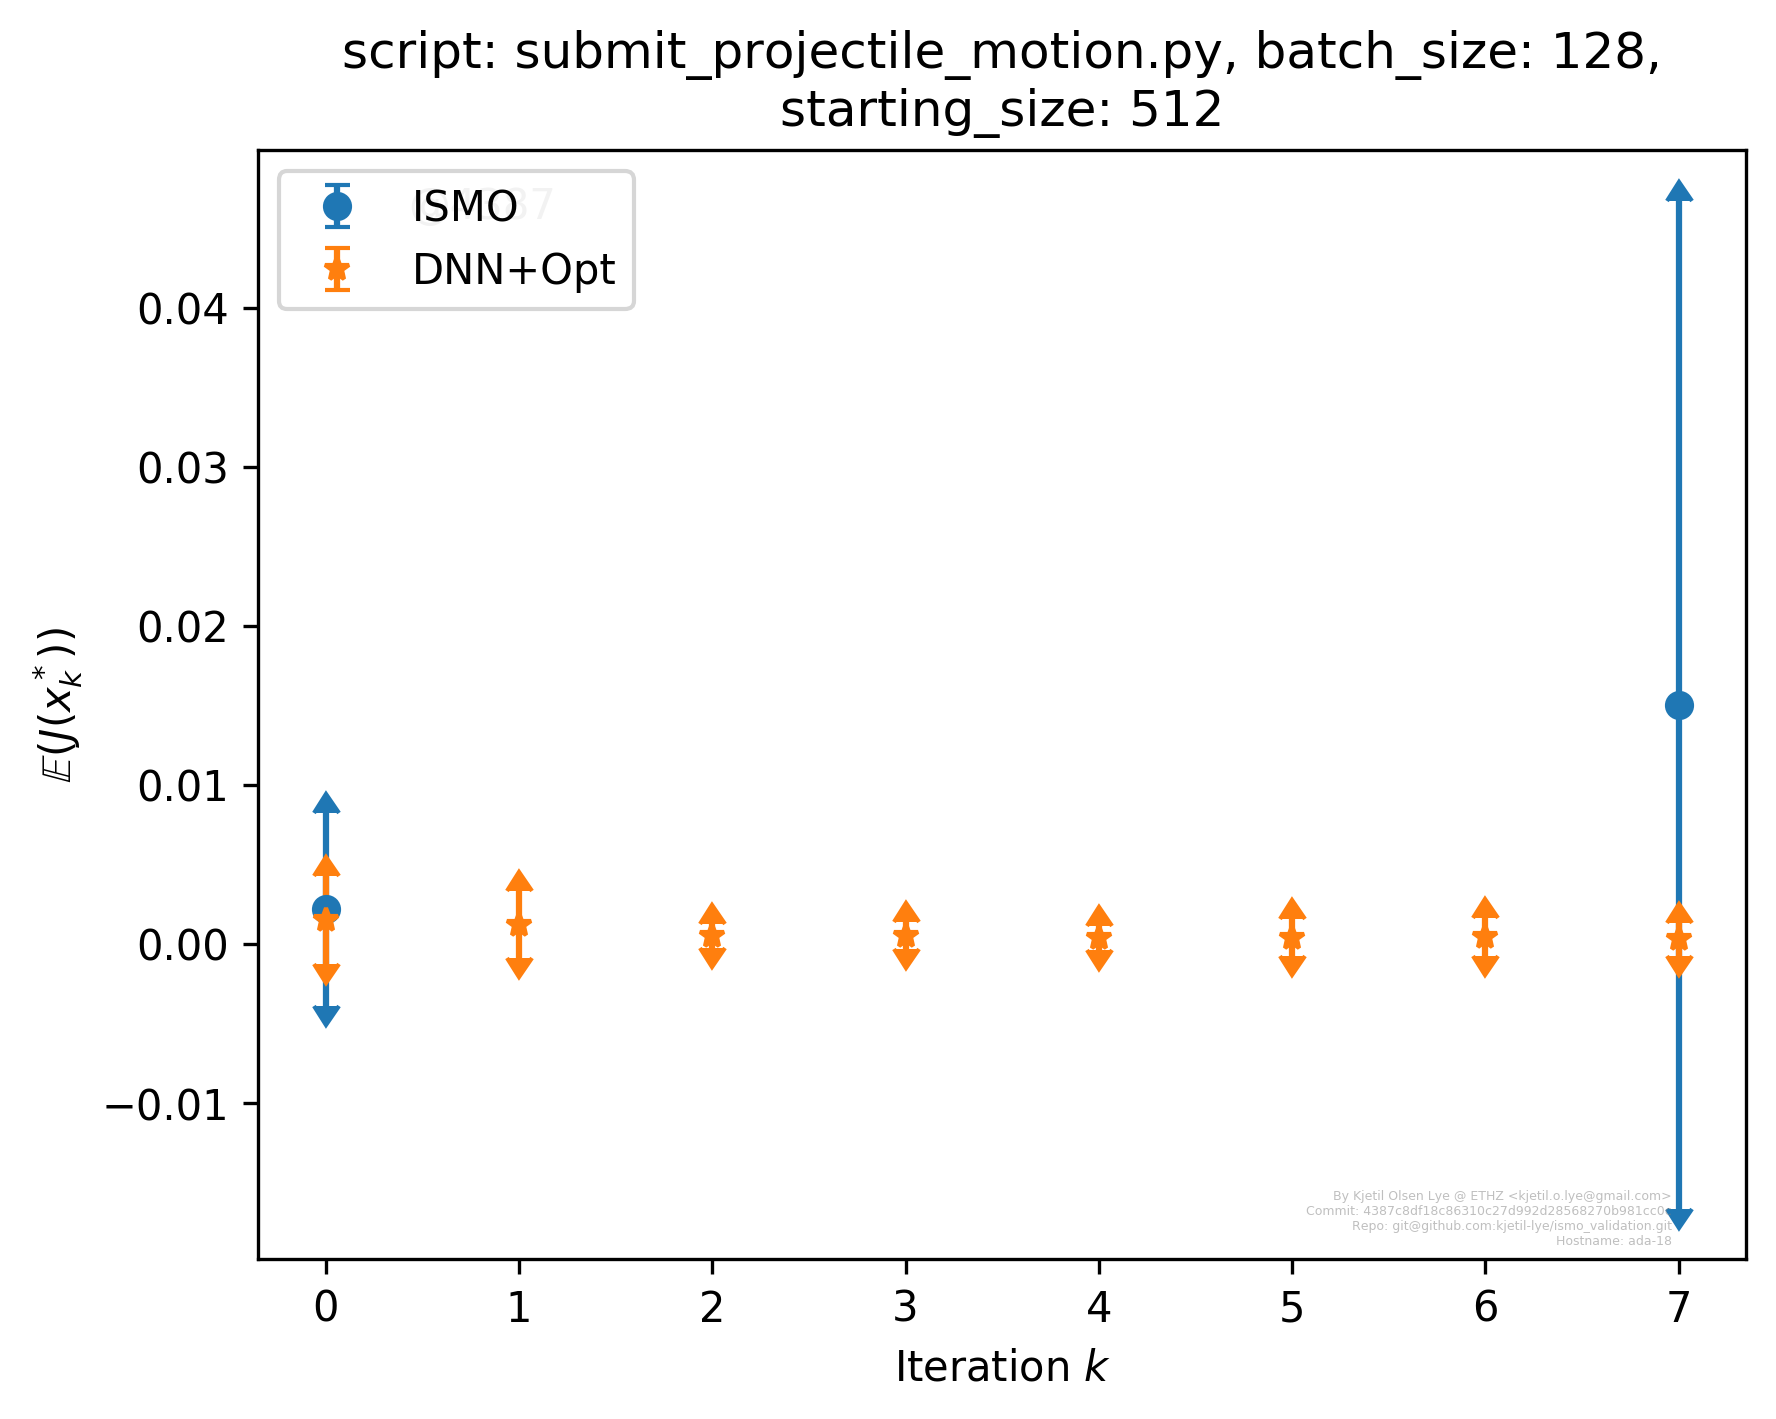 script: submit_projectile_motion.py, batch_size: 128,
starting_size: 512
ISMO
DNN+Opt
0.04
0.03
0.02
0.01
0.00
−0.01
𝔼(J(x*k))
0 1 2 3 4 5 6 7
Iteration k
By Kjetil Olsen Lye @ ETHZ <kjetil.o.lye@gmail.com>
Commit: 4387c8df18c86310c27d992d28568270b981cc0
Repo: git@github.com:kjetil-lye/ismo_validation.git
Hostname: ada-18